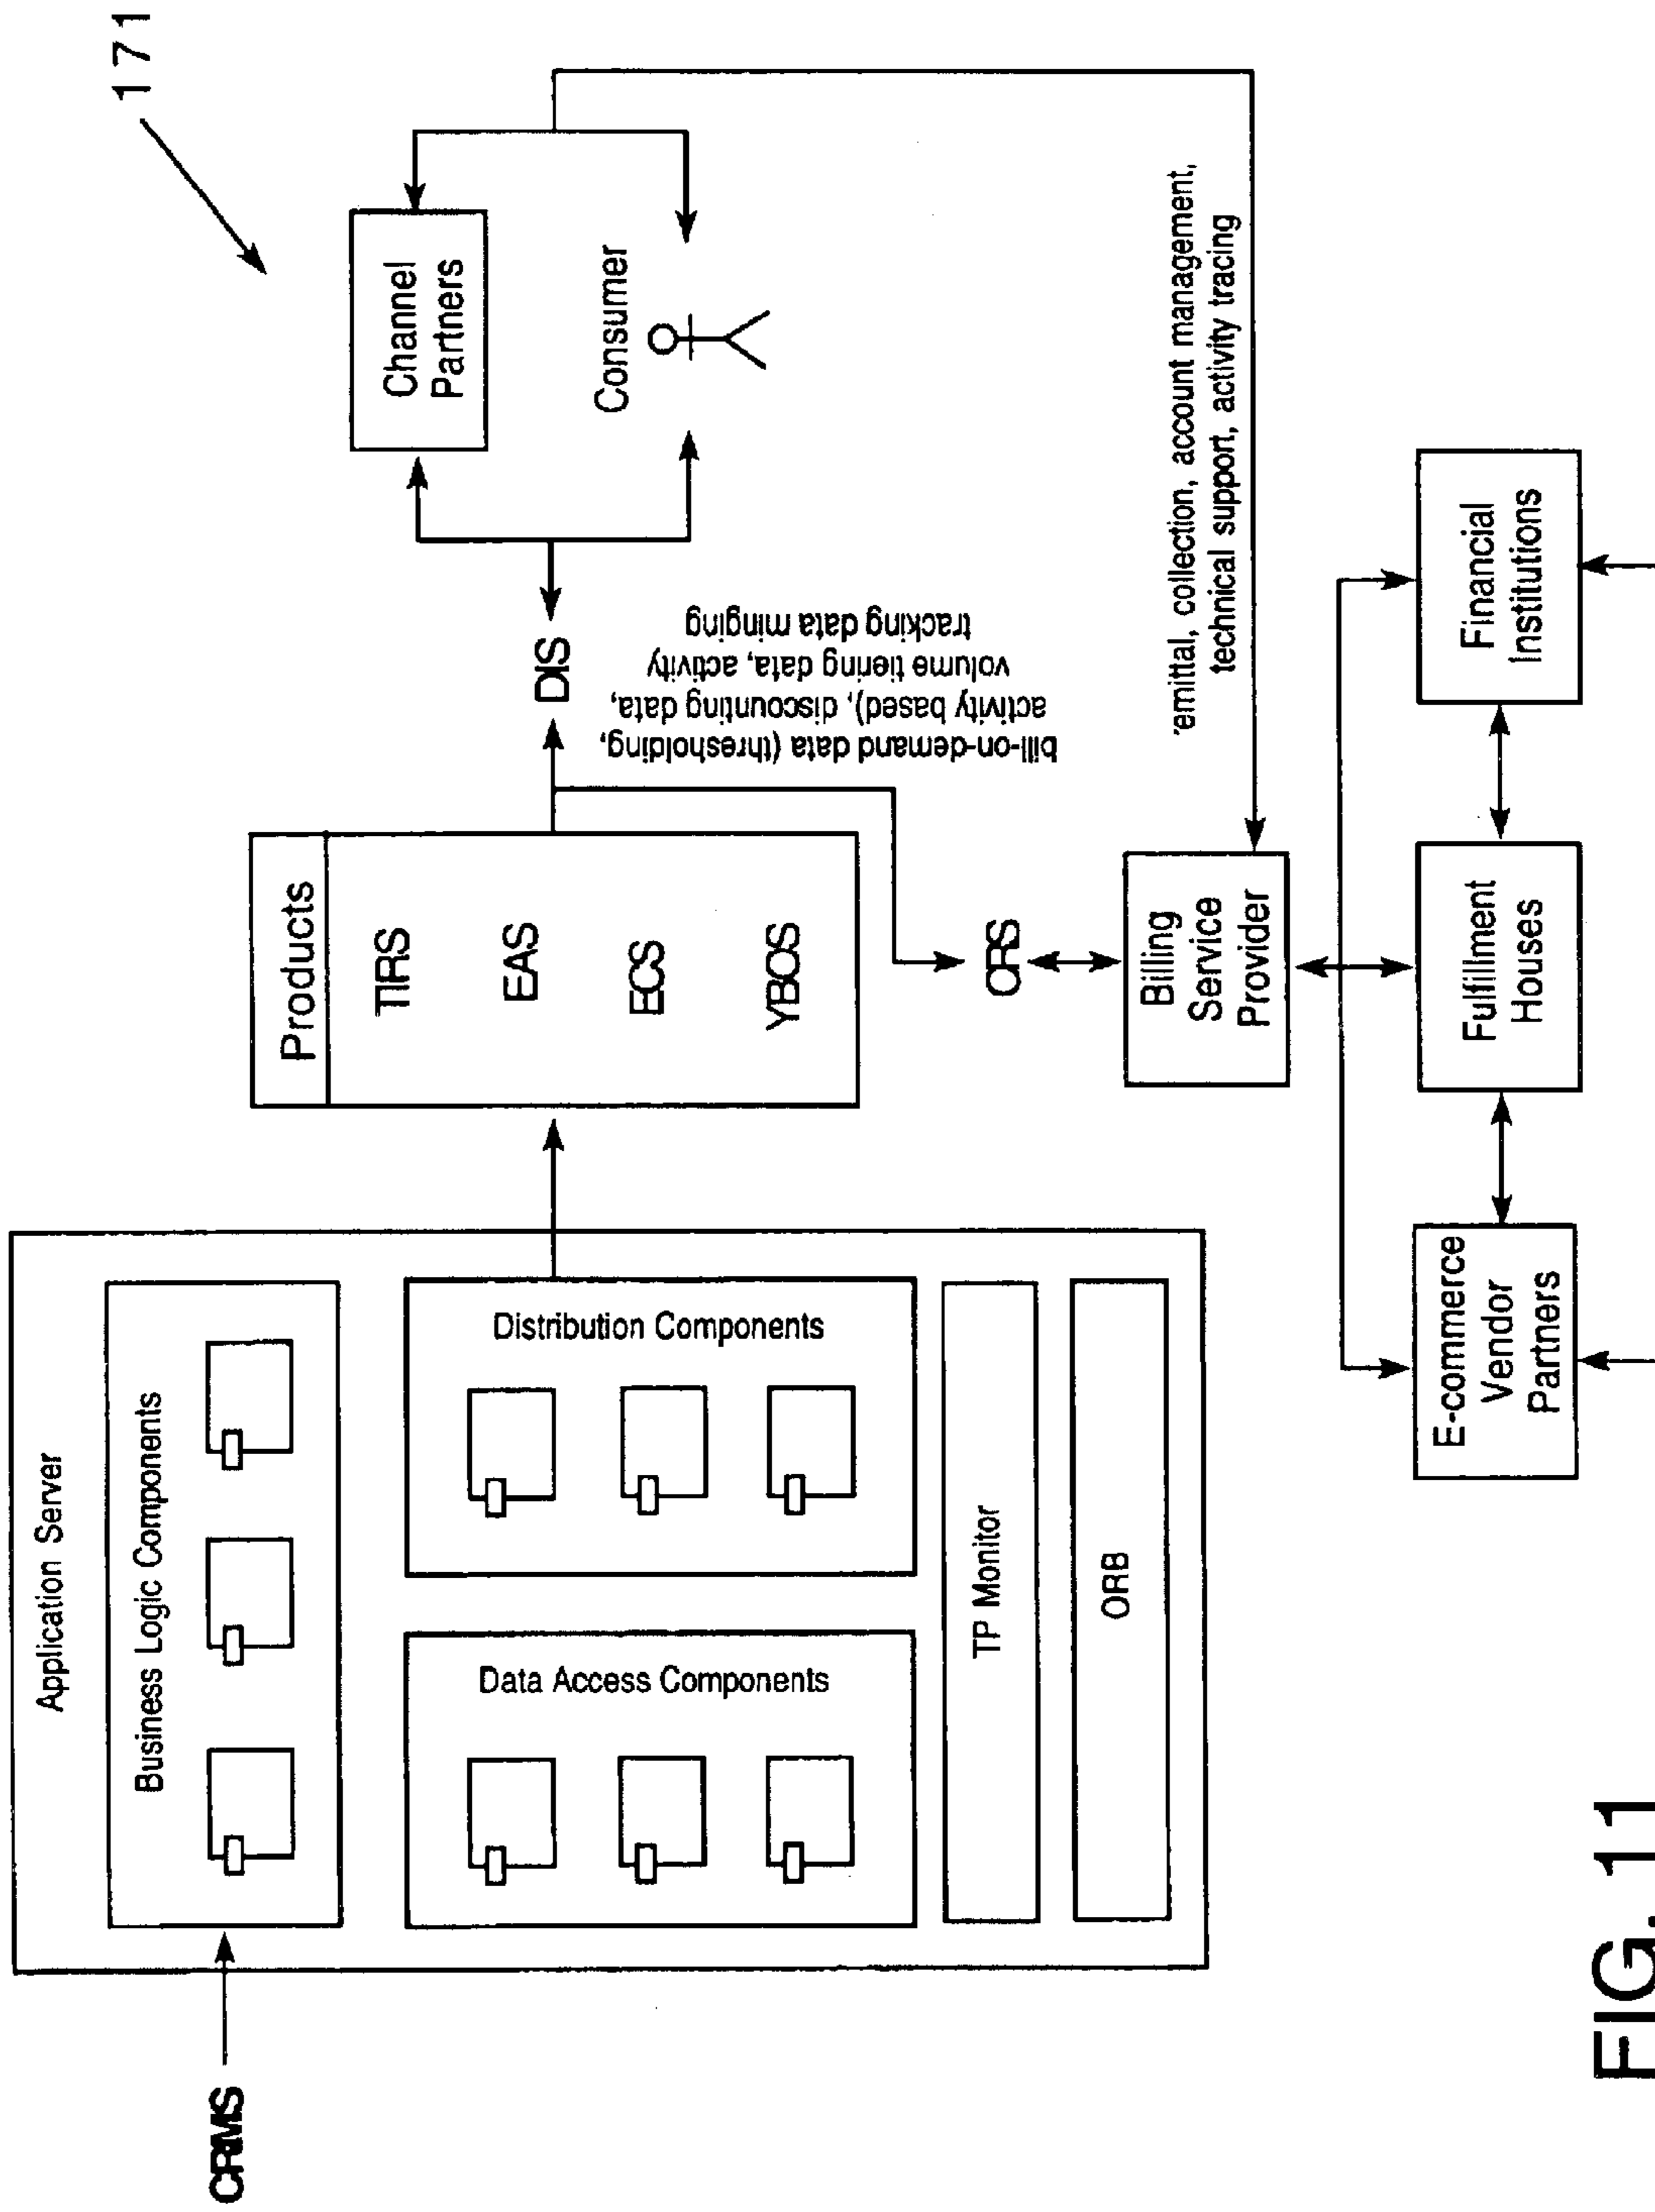 171
CRMS
Application Server
Business Logic Components
Data Access Components
Distribution Components
TP Monitor
ORB
Products
TIRS
EAS
ECS
YBOS
DIS
Channel
Partners
Consumer
bill-on-demand data (thresholding,
activity based), discounting data,
volume tiering data, activity
tracking data minging
CRS
Billing
Service
Provider
emittal, collection, account management,
technical support, activity tracing
E-commerce
Vendor
Partners
Fulfillment
Houses
Financial
Institutions
FIG. 11